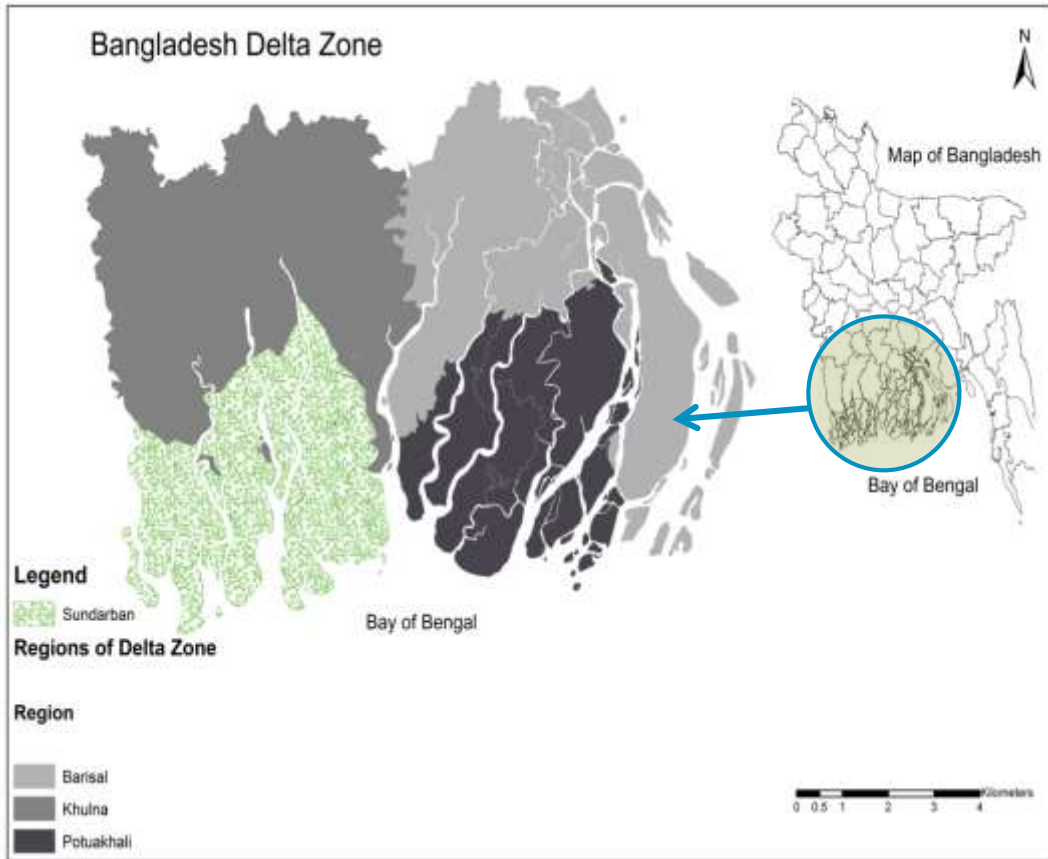 Bangladesh Delta Zone
N
Map of Bangladesh
Bay of Bengal
Legend
Sundarban
Bay of Bengal
Regions of Delta Zone
Region
Barisal
Khulna
Potuakhali
Kilometers
0 0.5 1 2 3 4